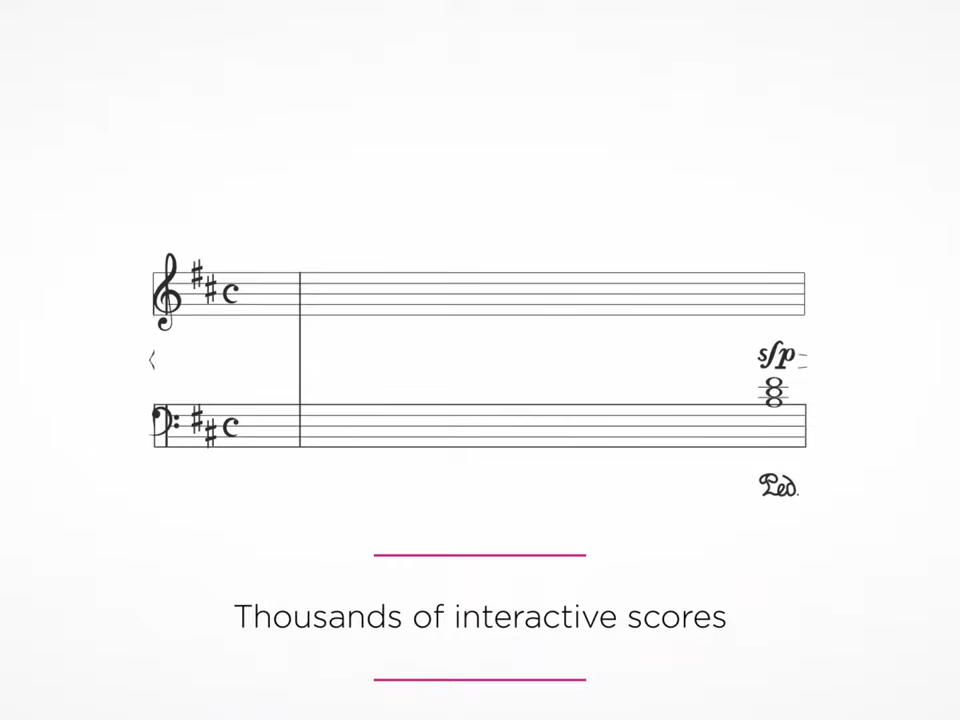 sfp
Ped.
Thousands of interactive scores